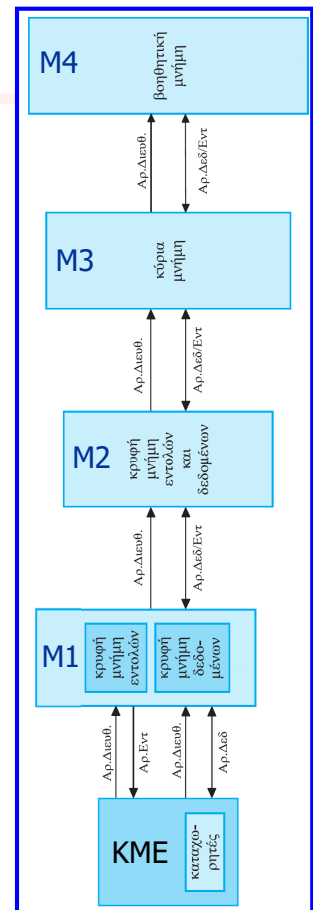 M4
βοηθητική
μνήμη
Αρ.Διευθ.
Αρ.Δεδ/Εντ
M3
κύρια
μνήμη
Αρ.Διευθ.
Αρ.Δεδ/Εντ
M2
κρυφή
μνήμη
εντολών
και
δεδομένων
Αρ.Διευθ.
Αρ.Δεδ/Εντ
M1
κρυφή
μνήμη
εντολών
κρυφή
μνήμη
δεδο-
μένων
Αρ.Διευθ.
Αρ.Εντ
Αρ.Διευθ.
Αρ.Δεδ
ΚΜΕ
καταχω-
ρητές